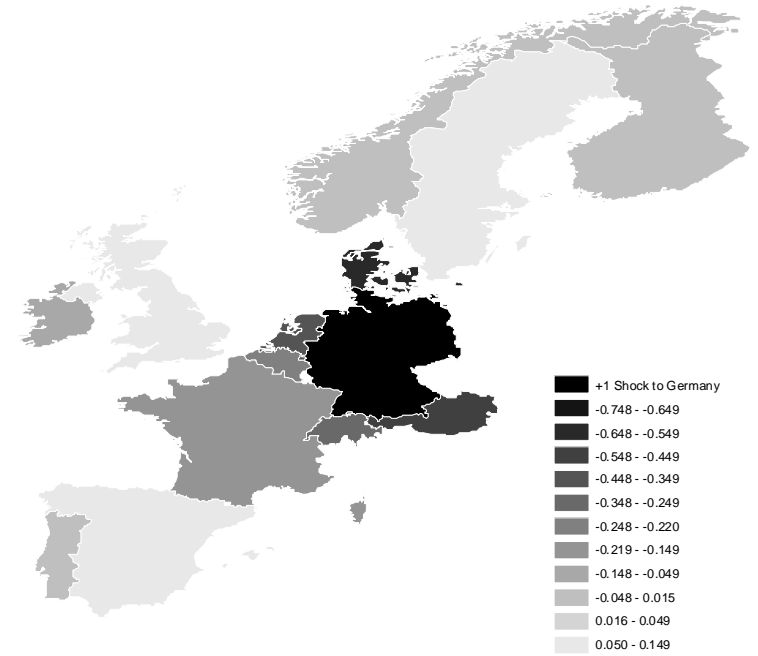 +1 Shock to Germany
-0.748 - -0.649
-0.648 - -0.549
-0.548 - -0.449
-0.448 - -0.349
-0.348 - -0.249
-0.248 - -0.220
-0.219 - -0.149
-0.148 - -0.049
-0.048 - 0.015
0.016 - 0.049
0.050 - 0.149